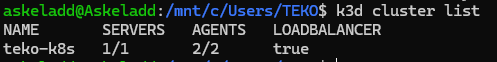 askeladd@Askeladd:/mnt/c/Users/TEKO$ k3d cluster list
NAME SERVERS AGENTS LOADBALANCER
teko-k8s 1/1 2/2 true